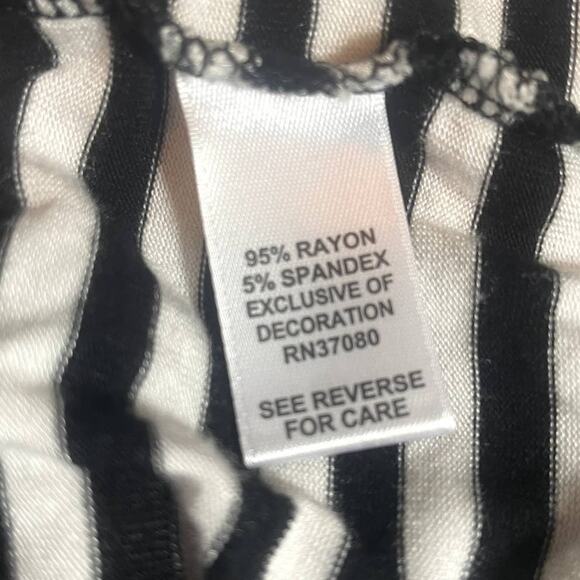 95% RAYON
5% SPANDEX
EXCLUSIVE OF
DECORATION
RN37080
SEE REVERSE
FOR CARE